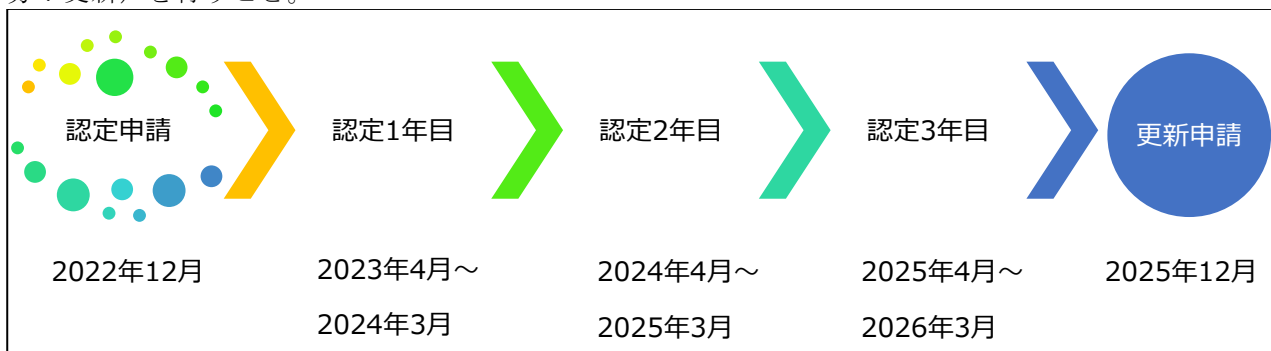 認定申請
認定1年目
認定2年目
認定3年目
更新申請
2022年12月
2023年4月～
2024年3月
2024年4月～
2025年3月
2025年4月～
2026年3月
2025年12月